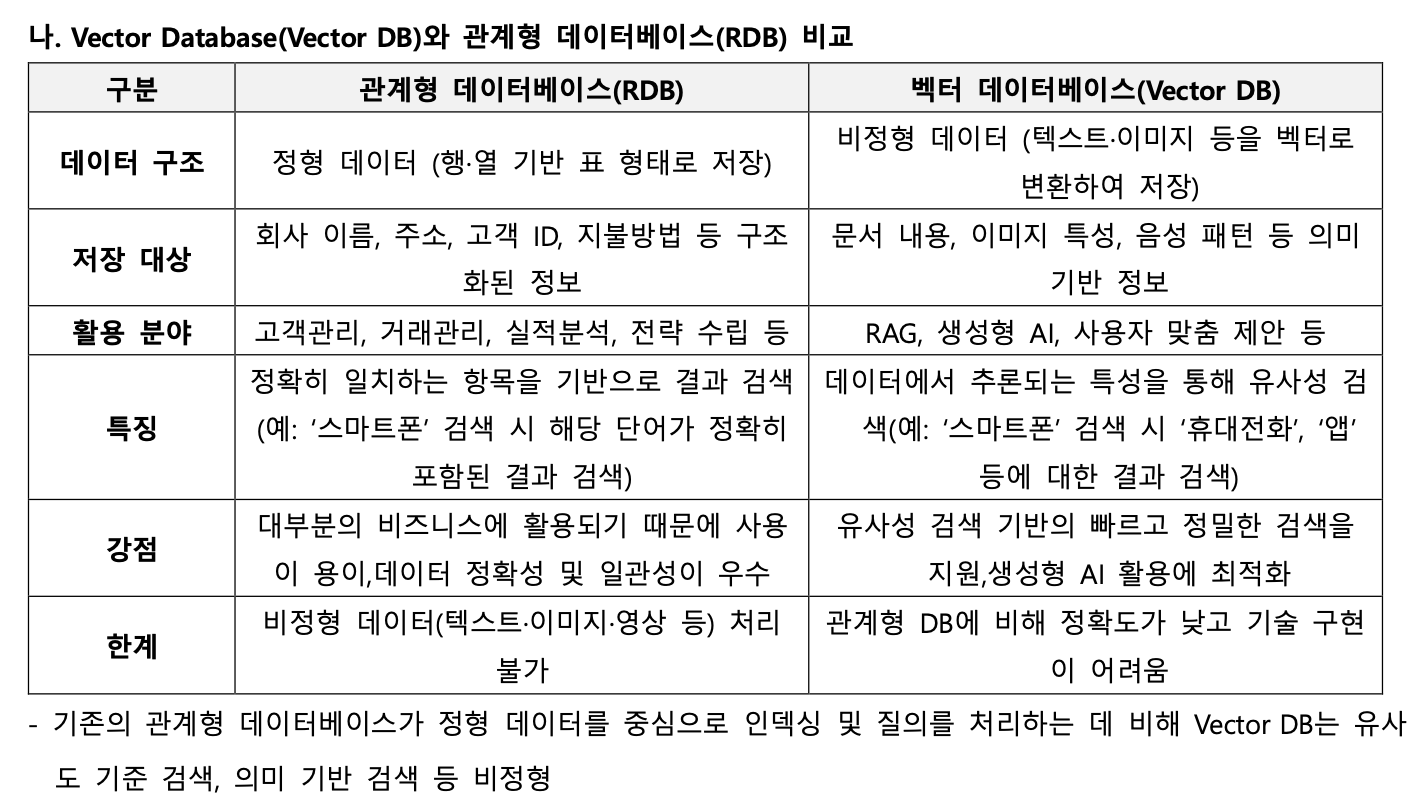 나. Vector Database(Vector DB)와 관계형 데이터베이스(RDB) 비교
구분
관계형 데이터베이스(RDB)
벡터 데이터베이스(Vector DB)
데이터 구조
정형 데이터 (행·열 기반 표 형태로 저장)
비정형 데이터 (텍스트·이미지 등을 벡터로
변환하여 저장)
저장 대상
회사 이름, 주소, 고객 ID, 지불방법 등 구조
화된 정보
문서 내용, 이미지 특성, 음성 패턴 등 의미
기반 정보
활용 분야
고객관리, 거래관리, 실적분석, 전략 수립 등
RAG, 생성형 AI, 사용자 맞춤 제안 등
특징
정확히 일치하는 항목을 기반으로 결과 검색
(예: ‘스마트폰’ 검색 시 해당 단어가 정확히
포함된 결과 검색)
데이터에서 추론되는 특성을 통해 유사성 검
색(예: ‘스마트폰’ 검색 시 ‘휴대전화’, ‘앱’
등에 대한 결과 검색)
강점
대부분의 비즈니스에 활용되기 때문에 사용
이 용이,데이터 정확성 및 일관성이 우수
유사성 검색 기반의 빠르고 정밀한 검색을
지원,생성형 AI 활용에 최적화
한계
비정형 데이터(텍스트·이미지·영상 등) 처리
불가
관계형 DB에 비해 정확도가 낮고 기술 구현
이 어려움
- 기존의 관계형 데이터베이스가 정형 데이터를 중심으로 인덱싱 및 질의를 처리하는 데 비해 Vector DB는 유사
도 기준 검색, 의미 기반 검색 등 비정형